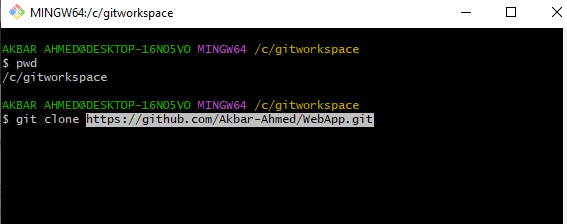 MINGW64:/c/gitworkspace
AKBAR AHMED@DESKTOP-16NO5VO MINGW64 /c/gitworkspace
$ pwd
/c/gitworkspace
AKBAR AHMED@DESKTOP-16NO5VO MINGW64 /c/gitworkspace
$ git clone https://github.com/Akbar-Ahmed/WebApp.git